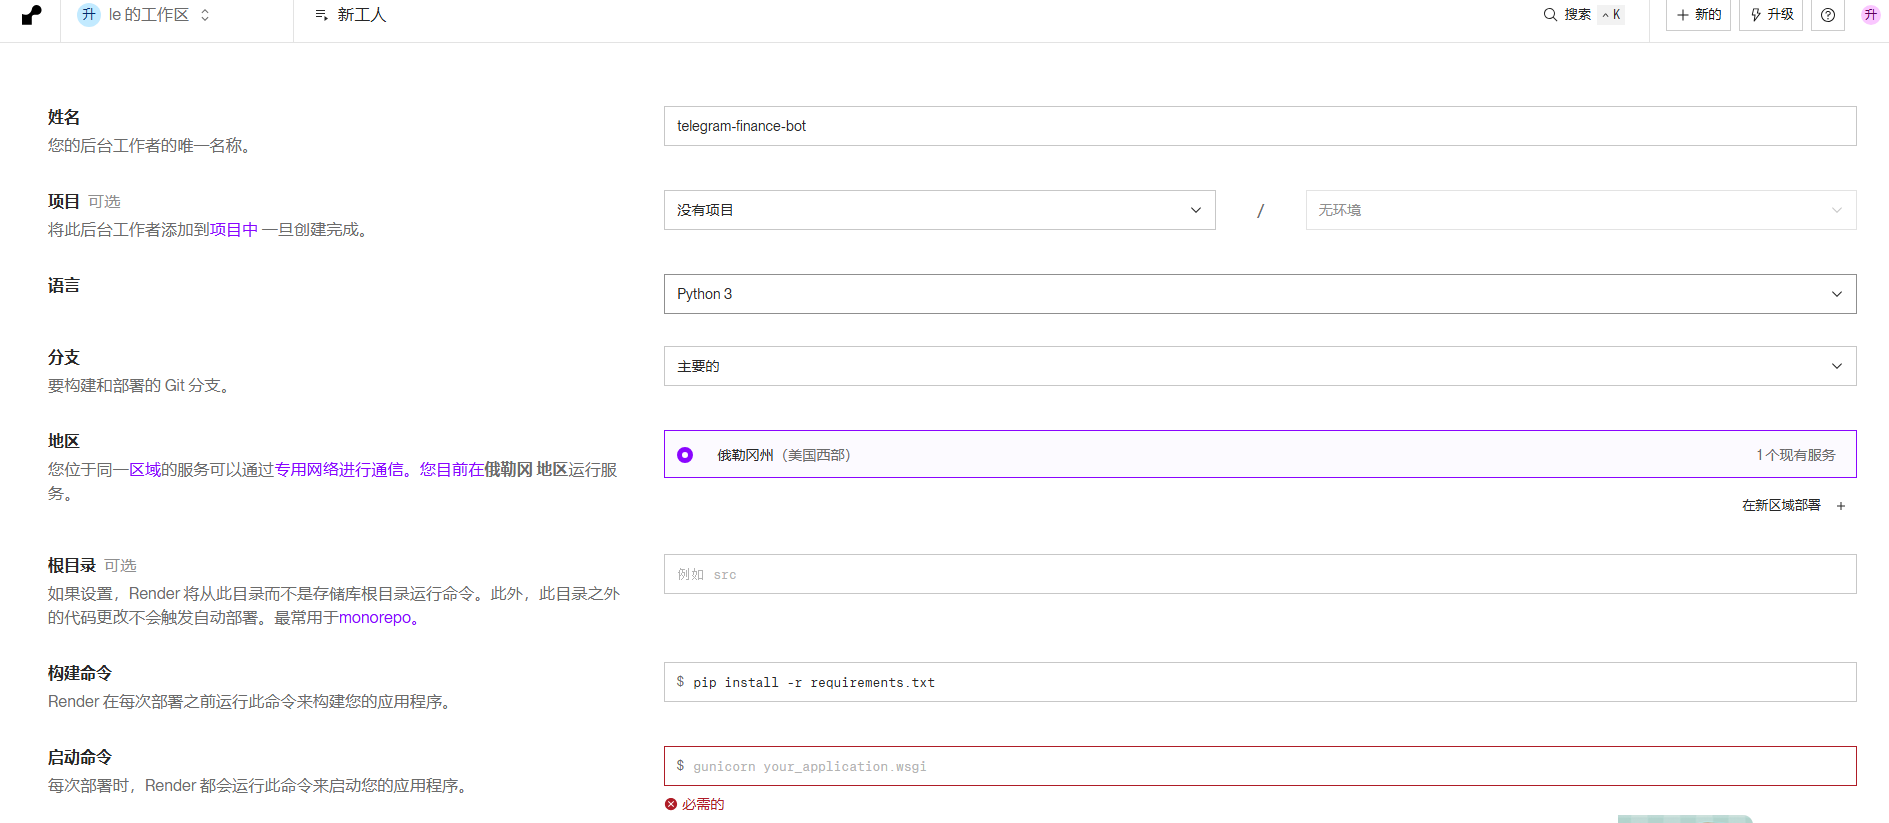 升 le 的工作区 新工人 搜索 ^ K + 新的 升级 升
姓名
您的后台工作者的唯一名称。
telegram-finance-bot
项目 可选
将此后台工作者添加到项目中 一旦创建完成。
没有项目 / 无环境
语言
Python 3
分支
要构建和部署的 Git 分支。
主要的
地区
您位于同一区域的服务可以通过专用网络进行通信。您目前在俄勒冈 地区运行服
务。
俄勒冈州（美国西部） 1个现有服务
在新区域部署 +
根目录 可选
如果设置，Render 将从此目录而不是存储库根目录运行命令。此外，此目录之外
的代码更改不会触发自动部署。最常用于monorepo。
例如 src
构建命令
Render 在每次部署之前运行此命令来构建您的应用程序。
$ pip install -r requirements.txt
启动命令
每次部署时，Render 都会运行此命令来启动您的应用程序。
$ gunicorn your_application.wsgi
必需的